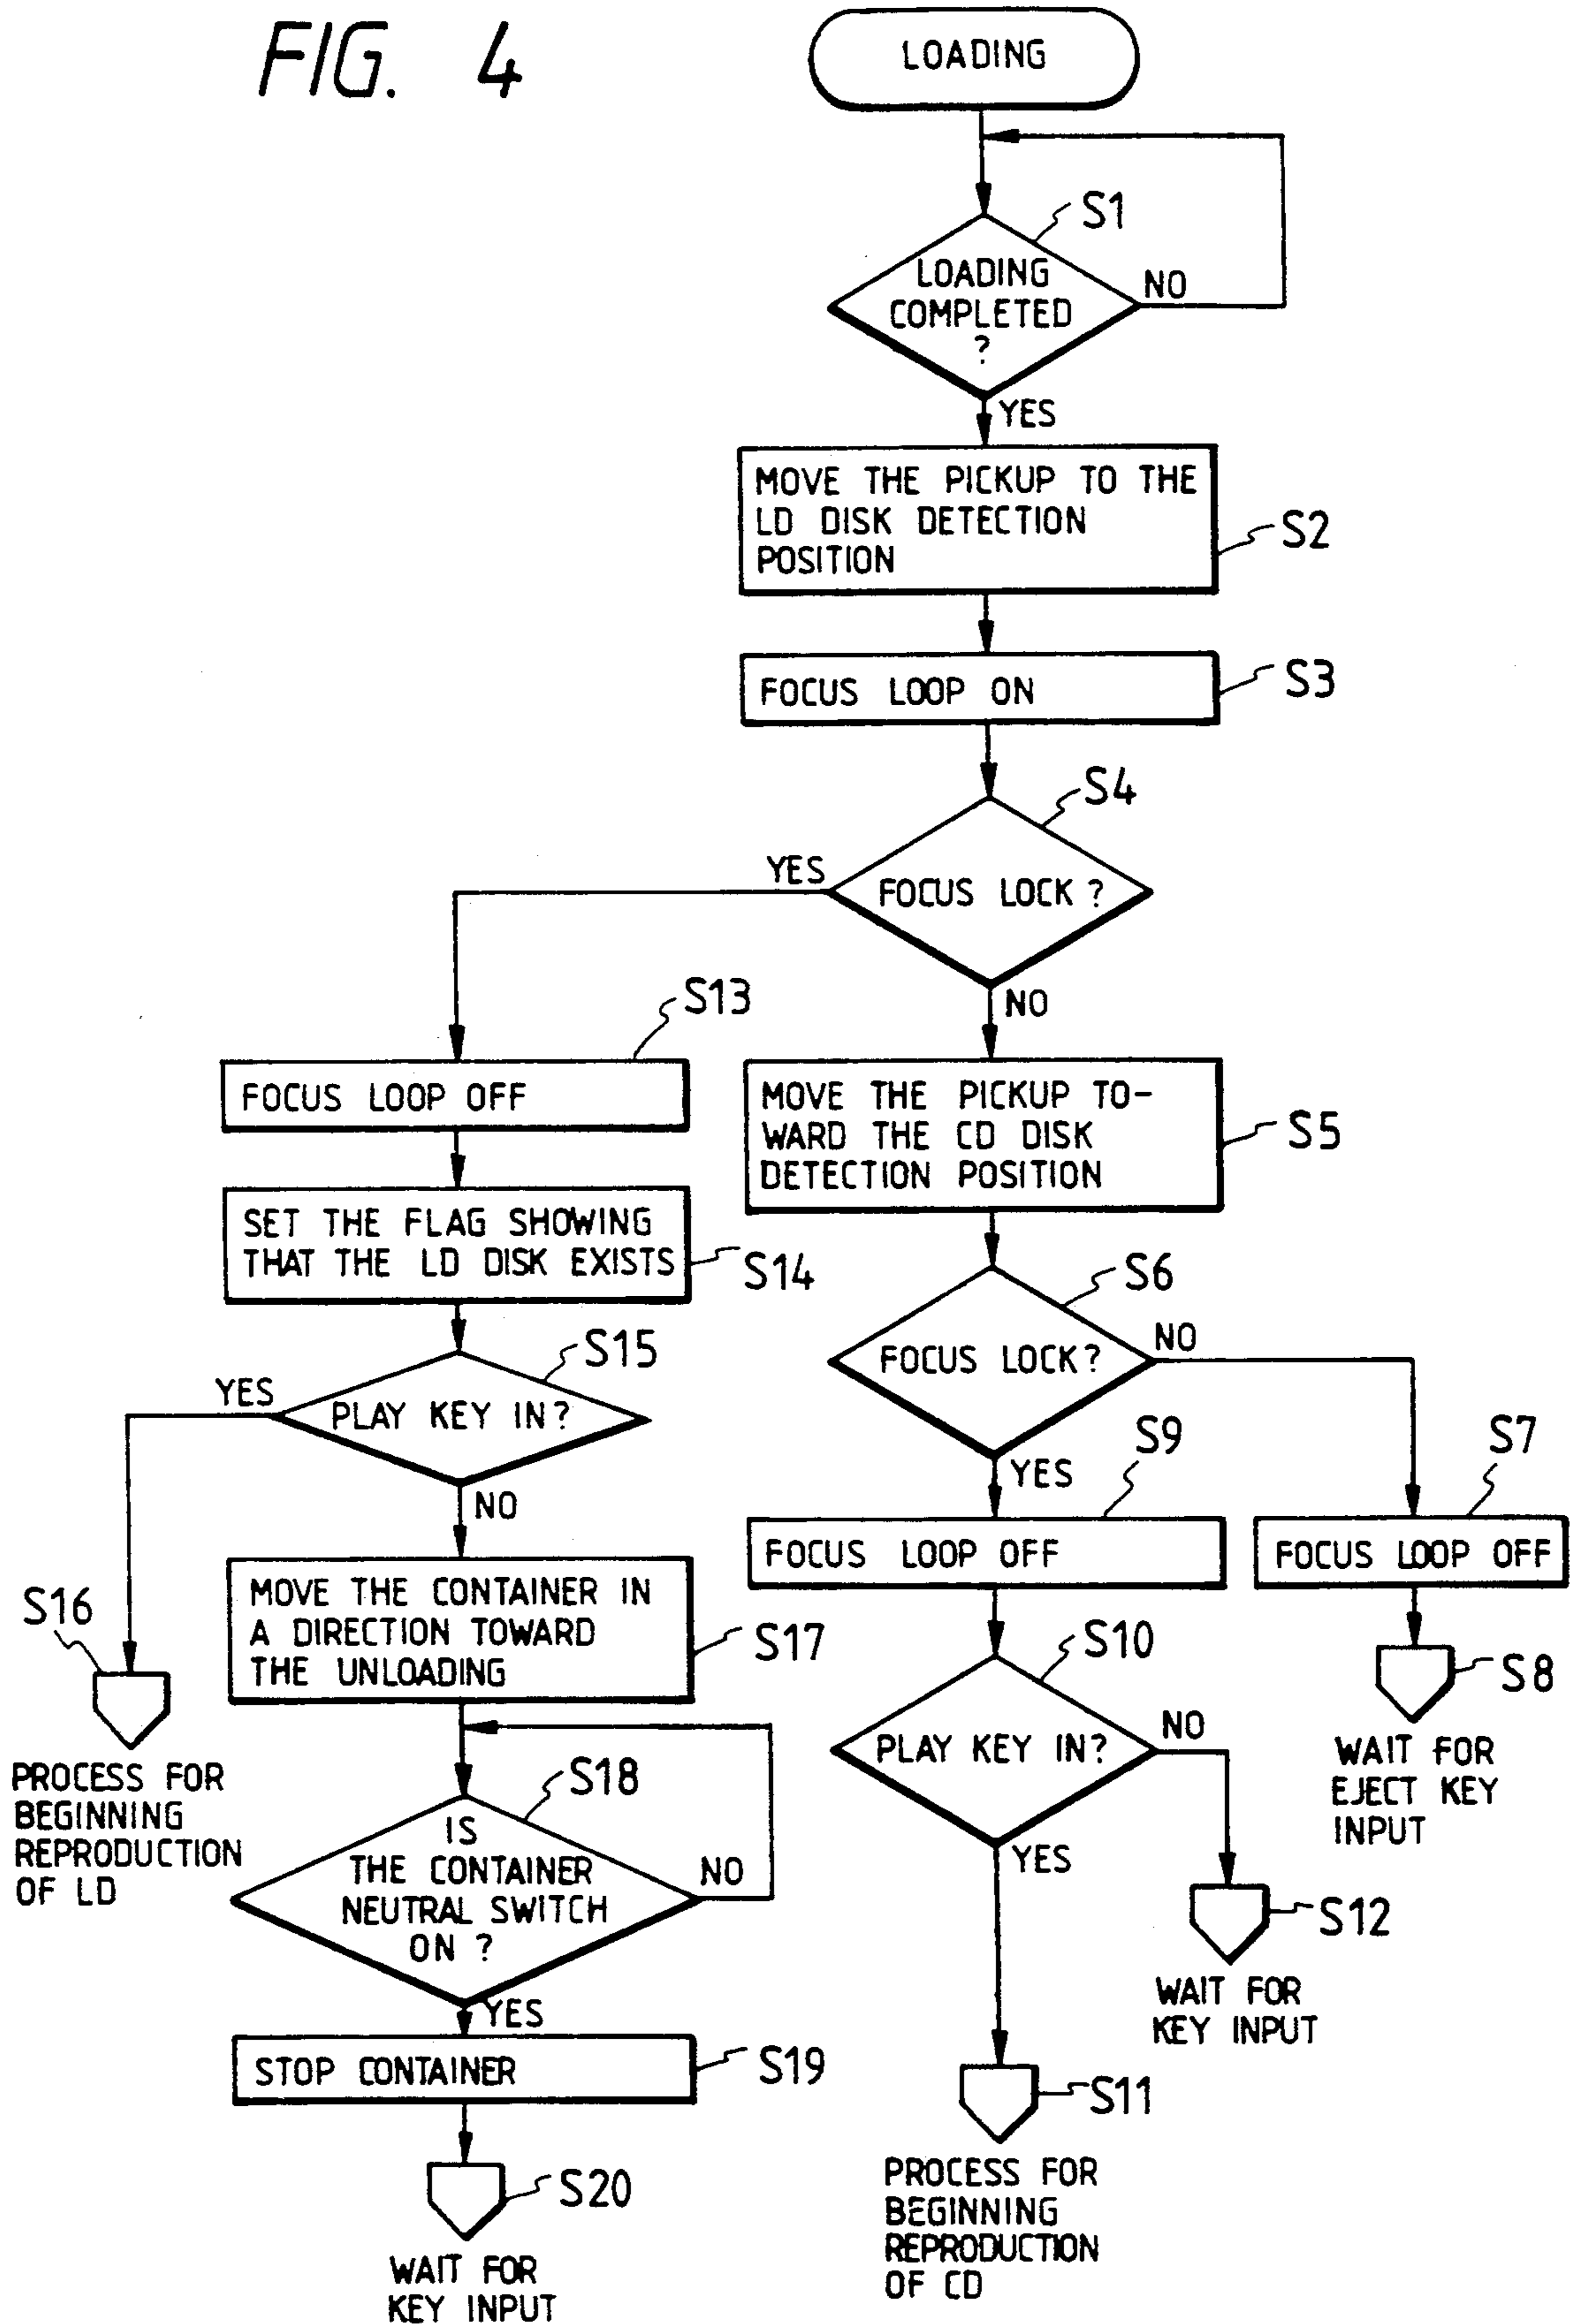 FIG. 4
LOADING
S1
LOADING
COMPLETED
?
NO
YES
MOVE THE PICKUP TO THE
LD DISK DETECTION
POSITION
S2
FOCUS LOOP ON
S3
S4
YES
FOCUS LOCK?
NO
S13
FOCUS LOOP OFF
MOVE THE PICKUP TO-
WARD THE CD DISK
DETECTION POSITION
S5
SET THE FLAG SHOWING
THAT THE LD DISK EXISTS
S14
S6
FOCUS LOCK?
NO
YES
S15
YES
PLAY KEY IN?
NO
S9
FOCUS LOOP OFF
S7
FOCUS LOOP OFF
S16
PROCESS FOR
BEGINNING
REPRODUCTION
OF LD
MOVE THE CONTAINER IN
A DIRECTION TOWARD
THE UNLOADING
S17
S10
PLAY KEY IN?
NO
YES
S8
WAIT FOR
EJECT KEY
INPUT
S18
IS
THE CONTAINER
NEUTRAL SWITCH
ON ?
NO
YES
S12
WAIT FOR
KEY INPUT
STOP CONTAINER
S19
S11
PROCESS FOR
BEGINNING
REPRODUCTION
OF CD
S20
WAIT FOR
KEY INPUT